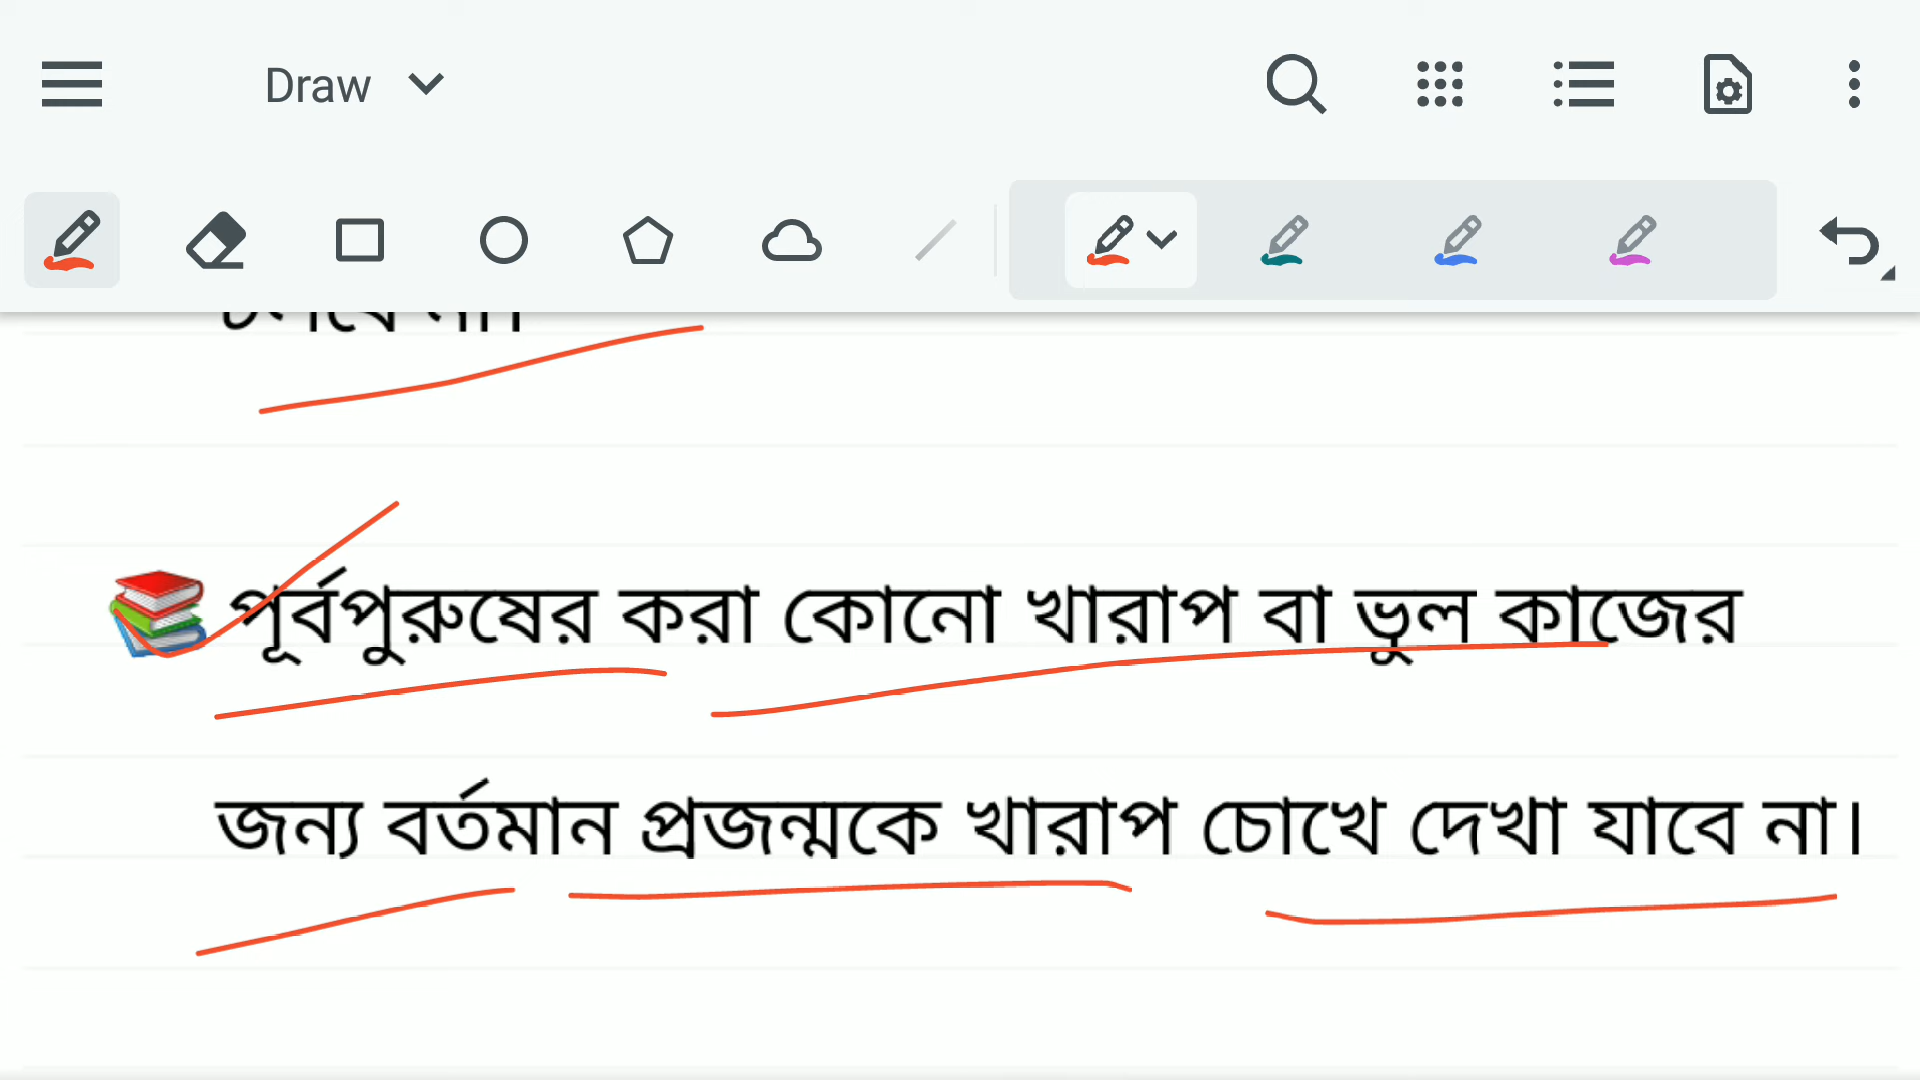 Draw
পূর্বপুরুষের করা কোনো খারাপ বা ভুল কাজের
জন্য বর্তমান প্রজন্মকে খারাপ চোখে দেখা যাবে না।